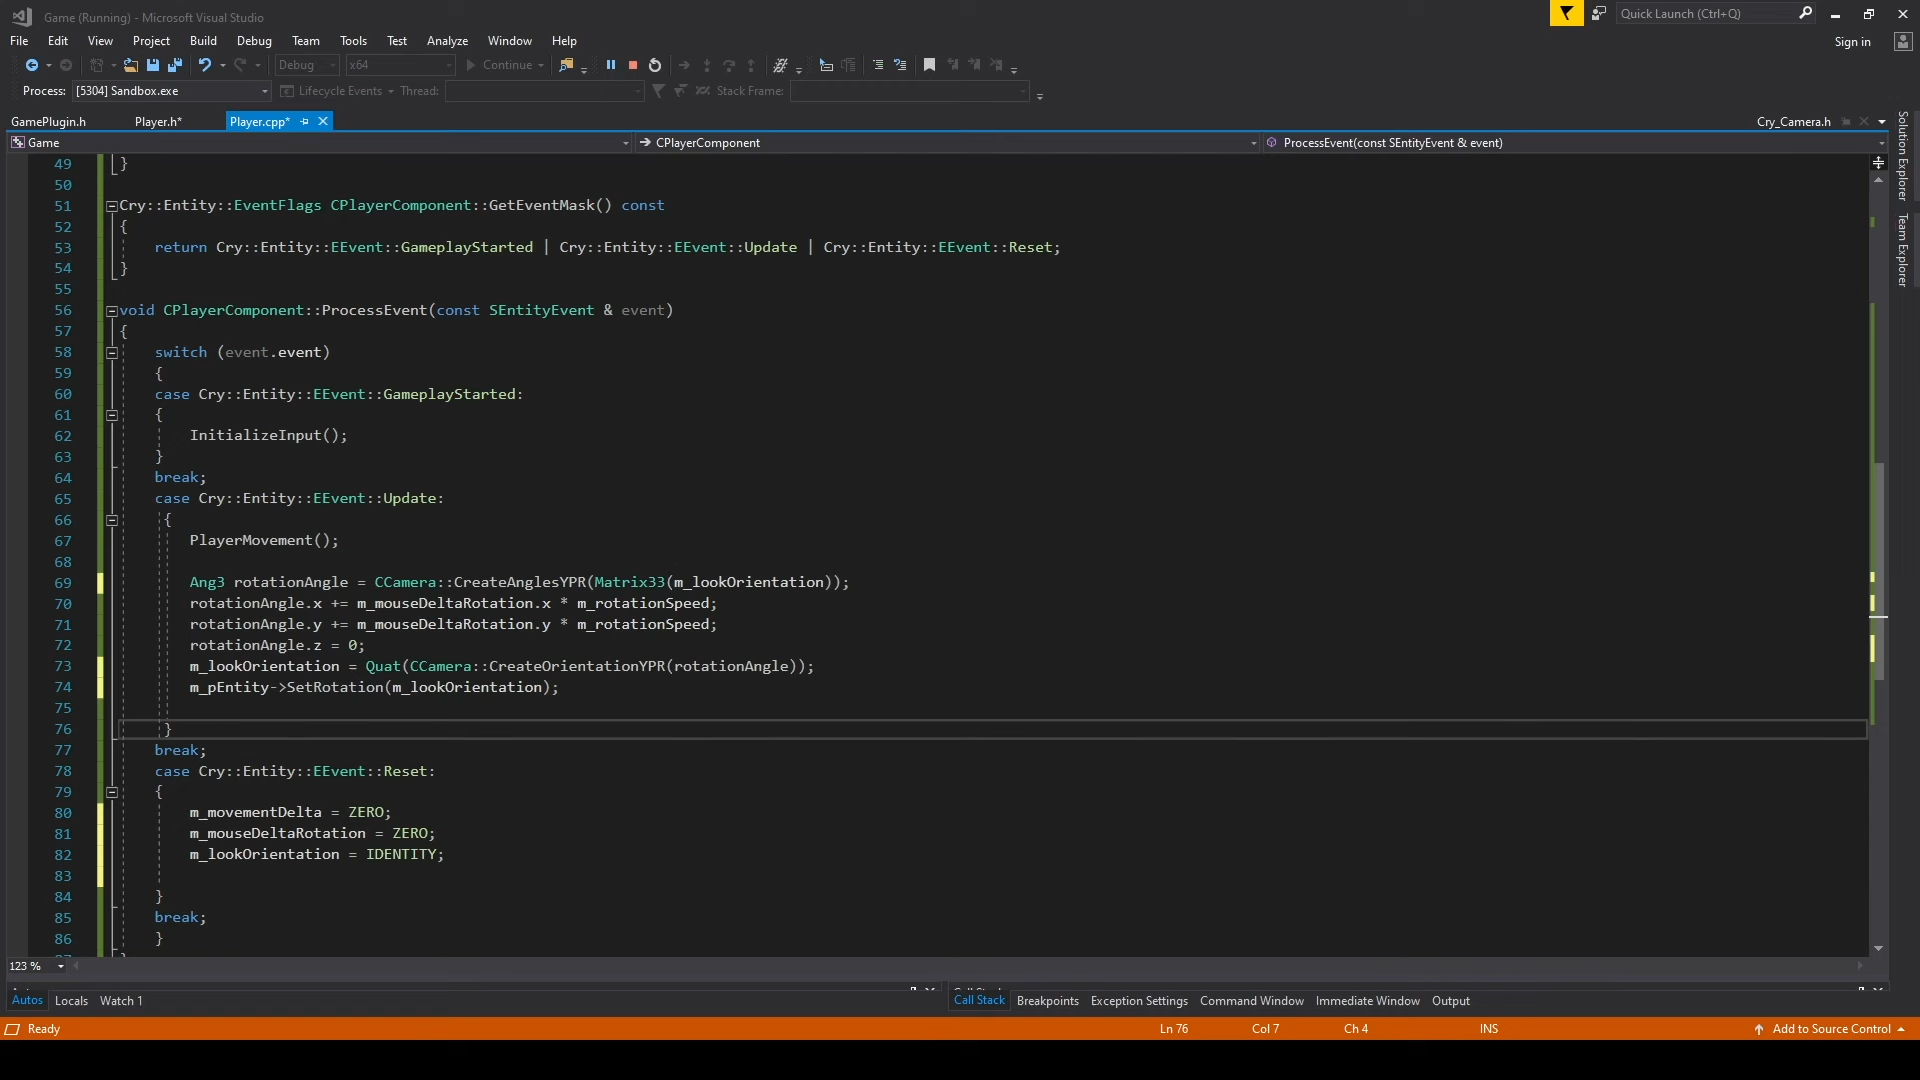 Game (Running) - Microsoft Visual Studio
Quick Launch (Ctrl+Q)
File Edit View Project Build Debug Team Tools Test Analyze Window Help
Sign in
Debug x64 Continue
Process: [5304] Sandbox.exe Lifecycle Events Thread: Stack Frame:
GamePlugin.h Player.h* Player.cpp* Cry_Camera.h
Game CPlayerComponent ProcessEvent(const SEntityEvent & event)
Solution Explorer
Team Explorer
49 }
50
51 Cry::Entity::EventFlags CPlayerComponent::GetEventMask() const
52 {
53 return Cry::Entity::EEvent::GameplayStarted | Cry::Entity::EEvent::Update | Cry::Entity::EEvent::Reset;
54 }
55
56 void CPlayerComponent::ProcessEvent(const SEntityEvent & event)
57 {
58 switch (event.event)
59 {
60 case Cry::Entity::EEvent::GameplayStarted:
61 {
62 InitializeInput();
63 }
64 break;
65 case Cry::Entity::EEvent::Update:
66 {
67 PlayerMovement();
68
69 Ang3 rotationAngle = CCamera::CreateAnglesYPR(Matrix33(m_lookOrientation));
70 rotationAngle.x += m_mouseDeltaRotation.x * m_rotationSpeed;
71 rotationAngle.y += m_mouseDeltaRotation.y * m_rotationSpeed;
72 rotationAngle.z = 0;
73 m_lookOrientation = Quat(CCamera::CreateOrientationYPR(rotationAngle));
74 m_pEntity->SetRotation(m_lookOrientation);
75
76 }
77 break;
78 case Cry::Entity::EEvent::Reset:
79 {
80 m_movementDelta = ZERO;
81 m_mouseDeltaRotation = ZERO;
82 m_lookOrientation = IDENTITY;
83
84 }
85 break;
86 }
123 %
Autos Locals Watch 1
Call Stack Breakpoints Exception Settings Command Window Immediate Window Output
Ready Ln 76 Col 7 Ch 4 INS Add to Source Control